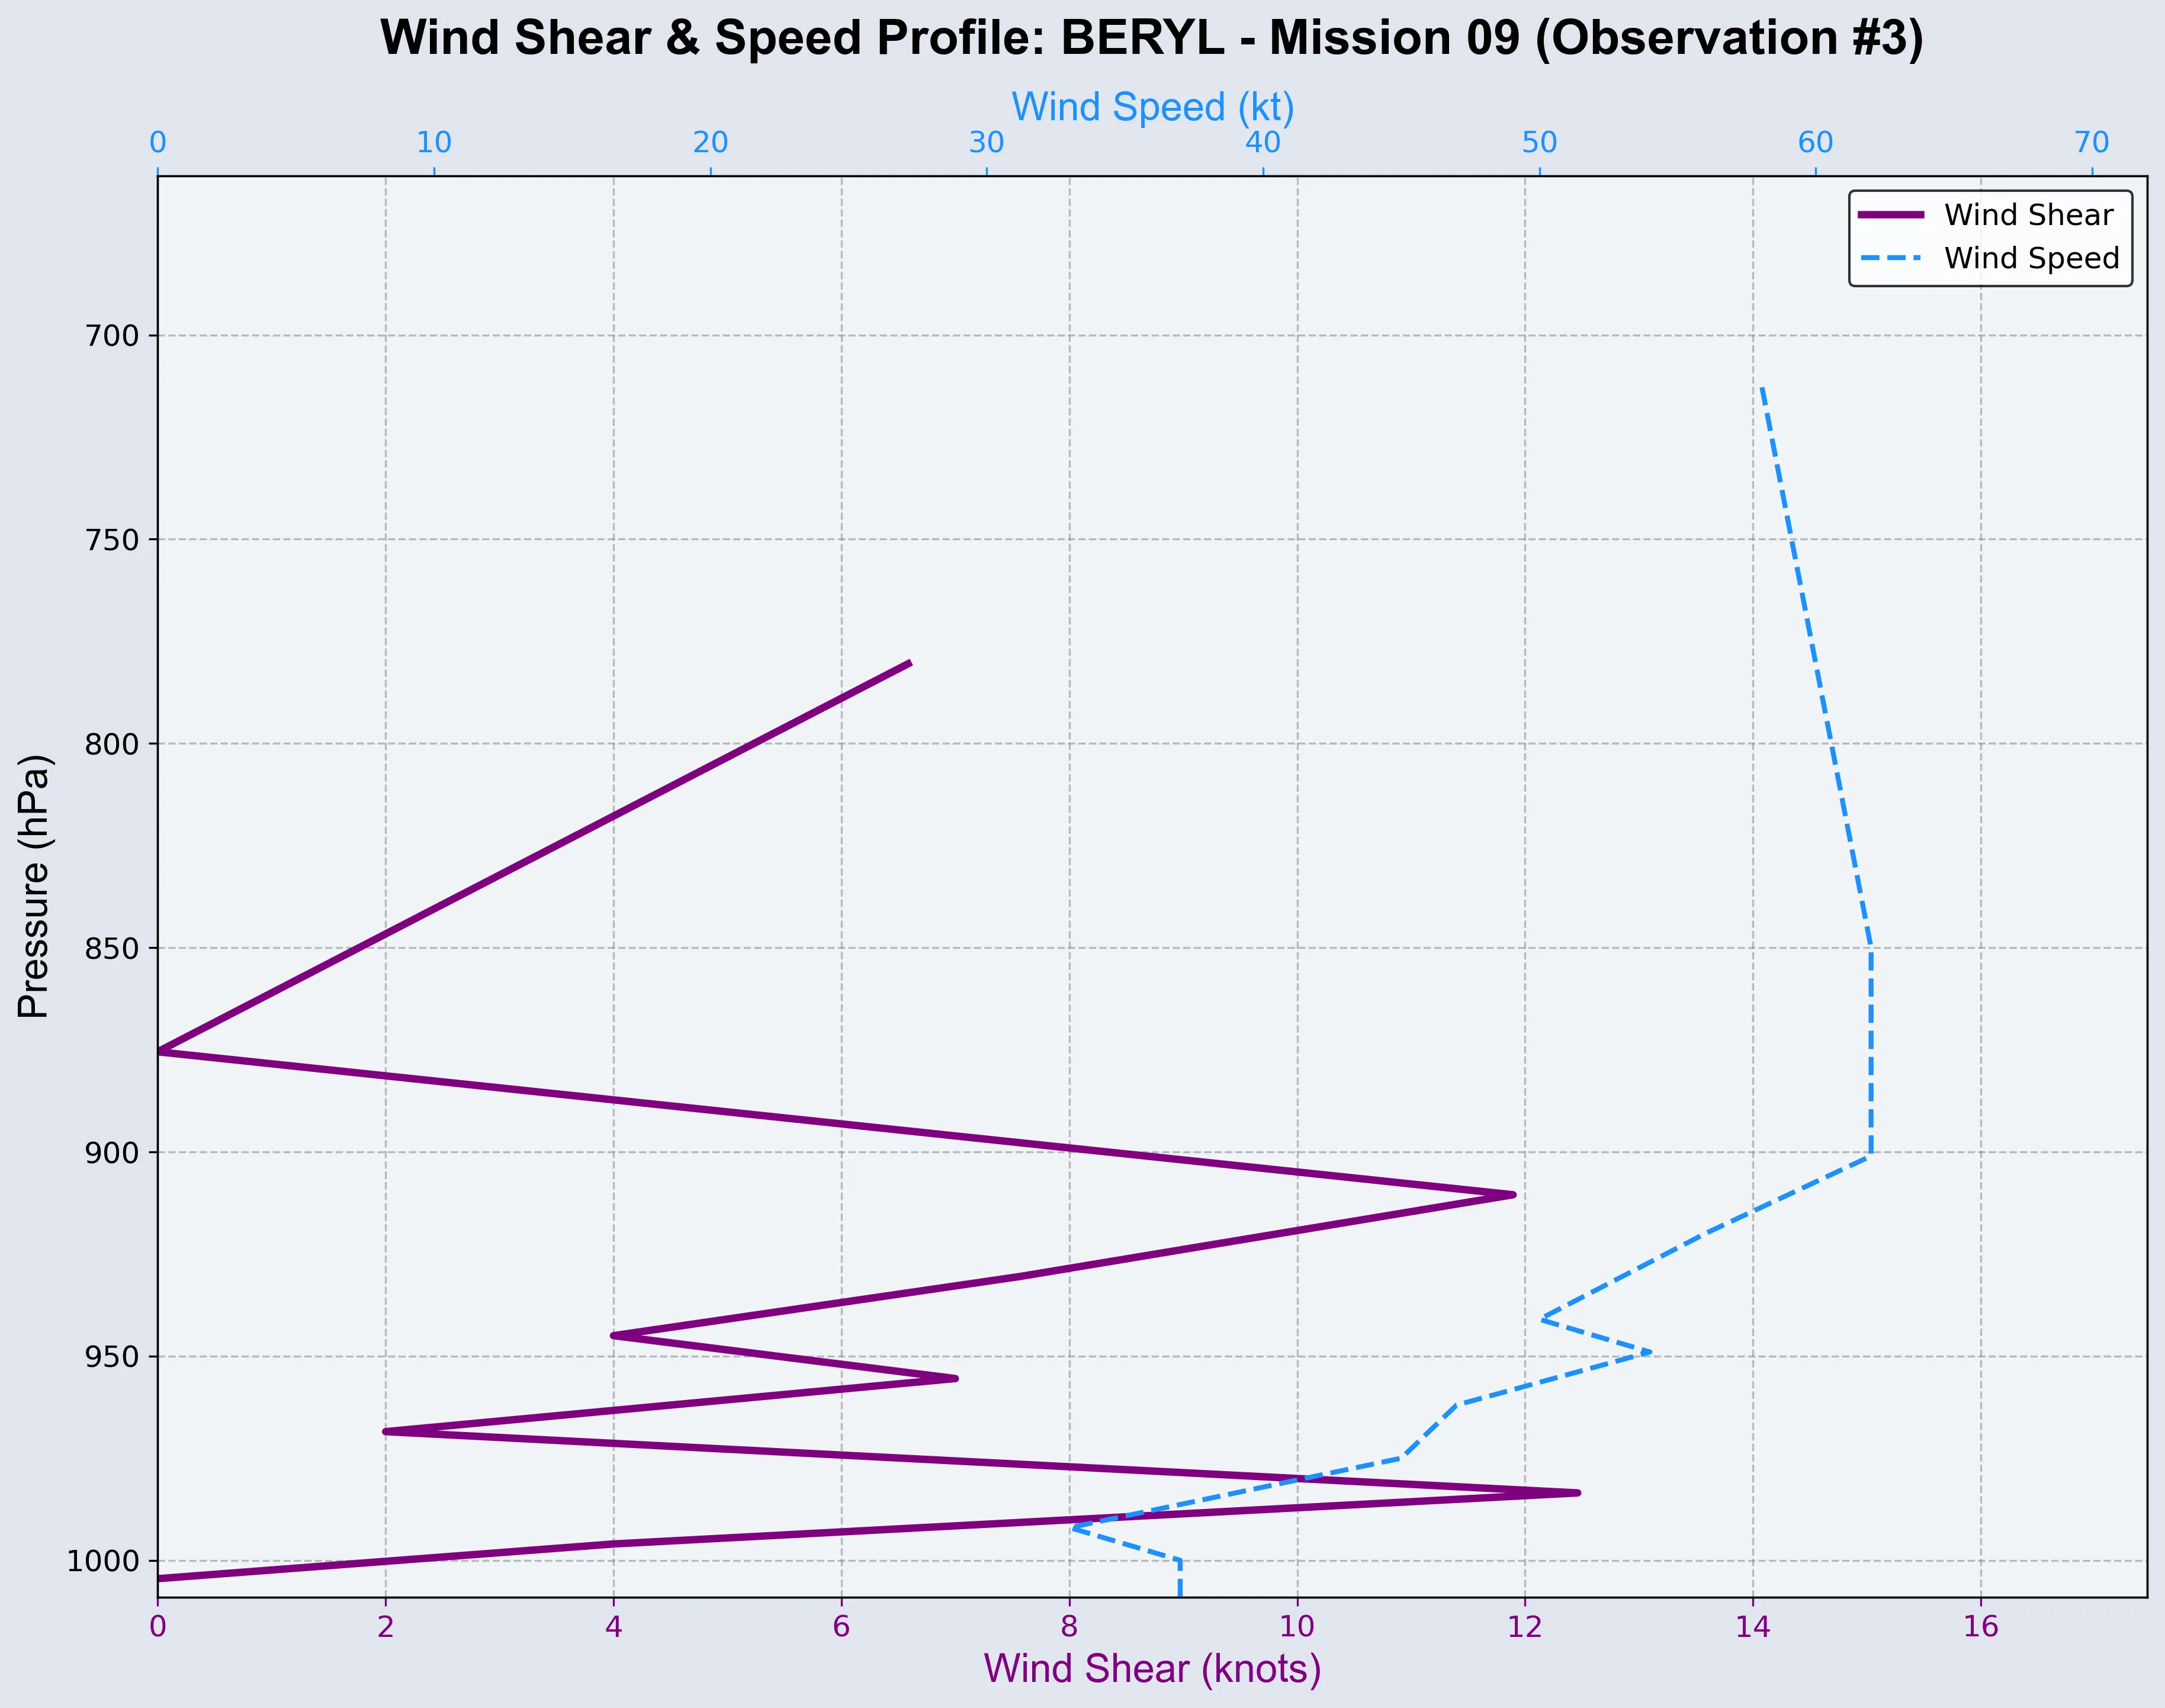 Wind Shear & Speed Profile: BERYL - Mission 09 (Observation #3)
Wind Speed (kt)
0 10 20 30 40 50 60 70
Wind Shear
Wind Speed
Pressure (hPa)
700
750
800
850
900
950
1000
0 2 4 6 8 10 12 14 16
Wind Shear (knots)